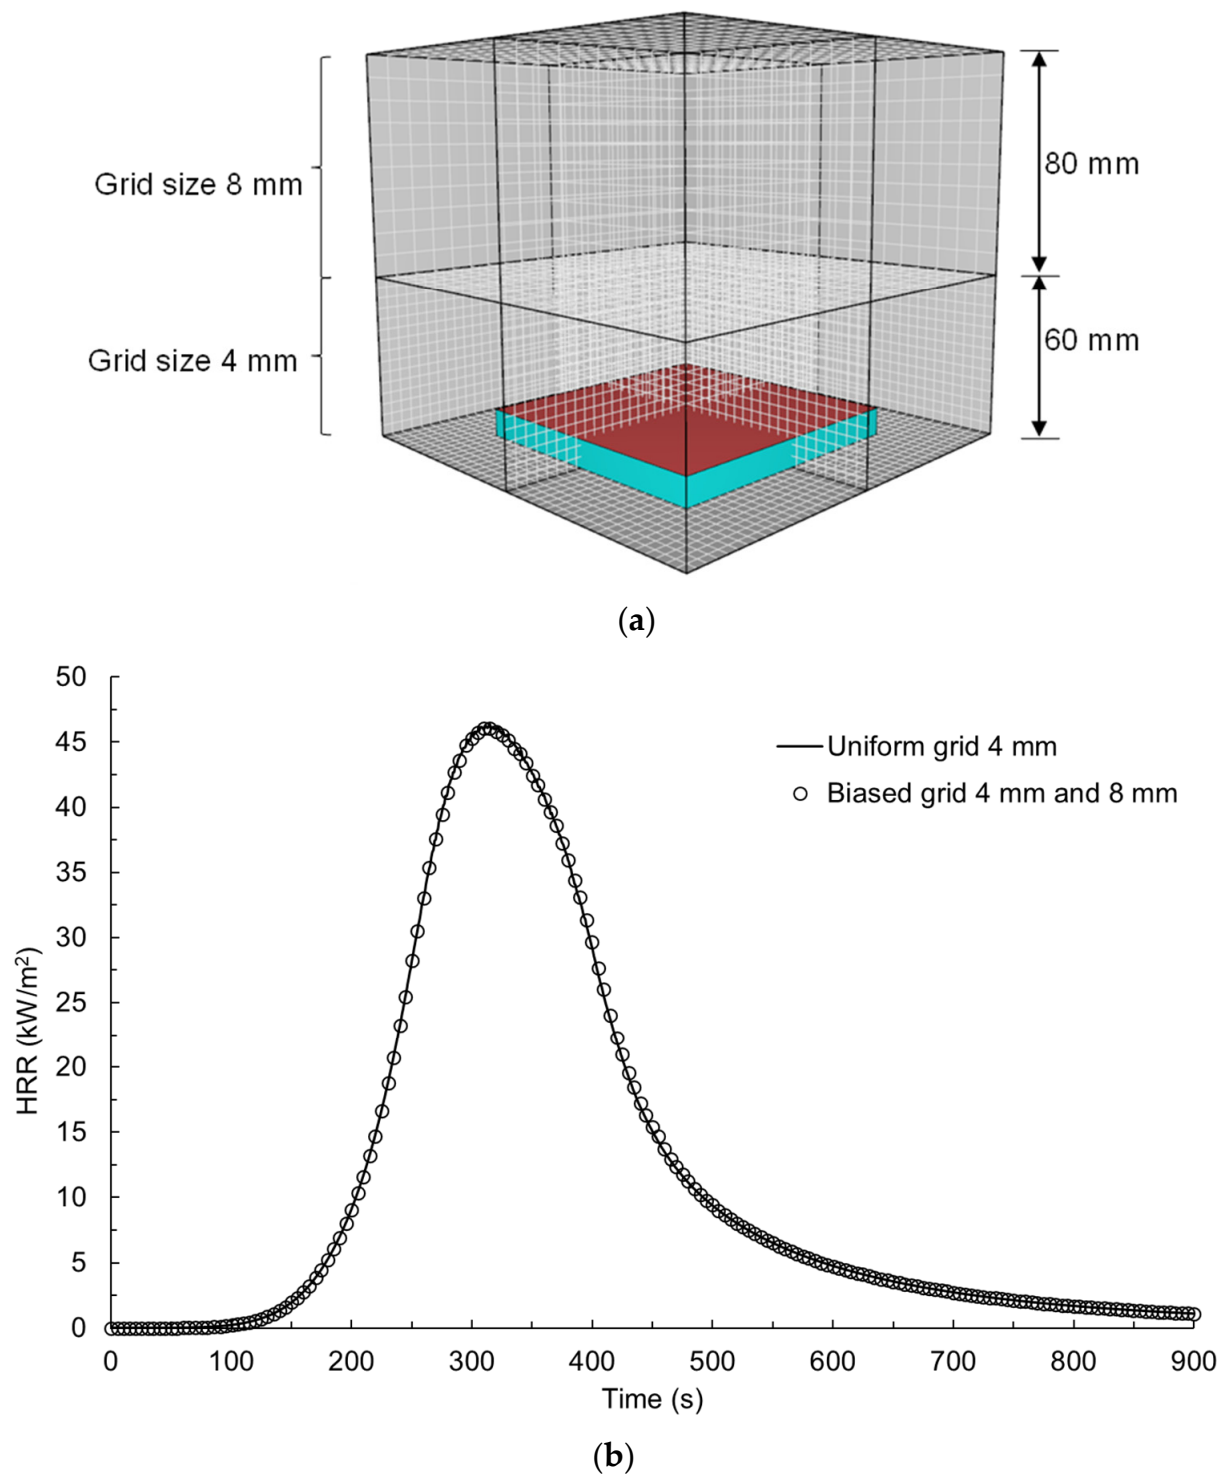 Grid size 8 mm
80 mm
Grid size 4 mm
60 mm
(a)
50
45
40
35
30
25
20
15
10
5
0
HRR (kW/m²)
Uniform grid 4 mm
Biased grid 4 mm and 8 mm
0 100 200 300 400 500 600 700 800 900
Time (s)
(b)